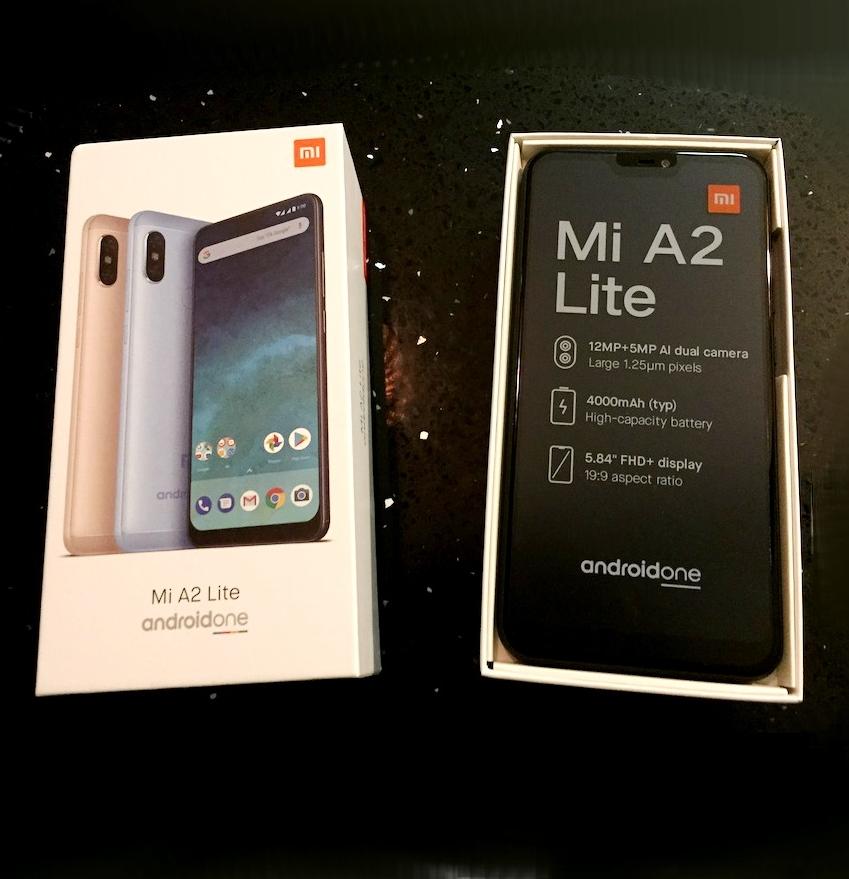 mi
Mi A2 Lite
androidone
mi
Mi A2
Lite
12MP+5MP AI dual camera
Large 1.25µm pixels
4000mAh (typ)
High-capacity battery
5.84" FHD+ display
19:9 aspect ratio
androidone